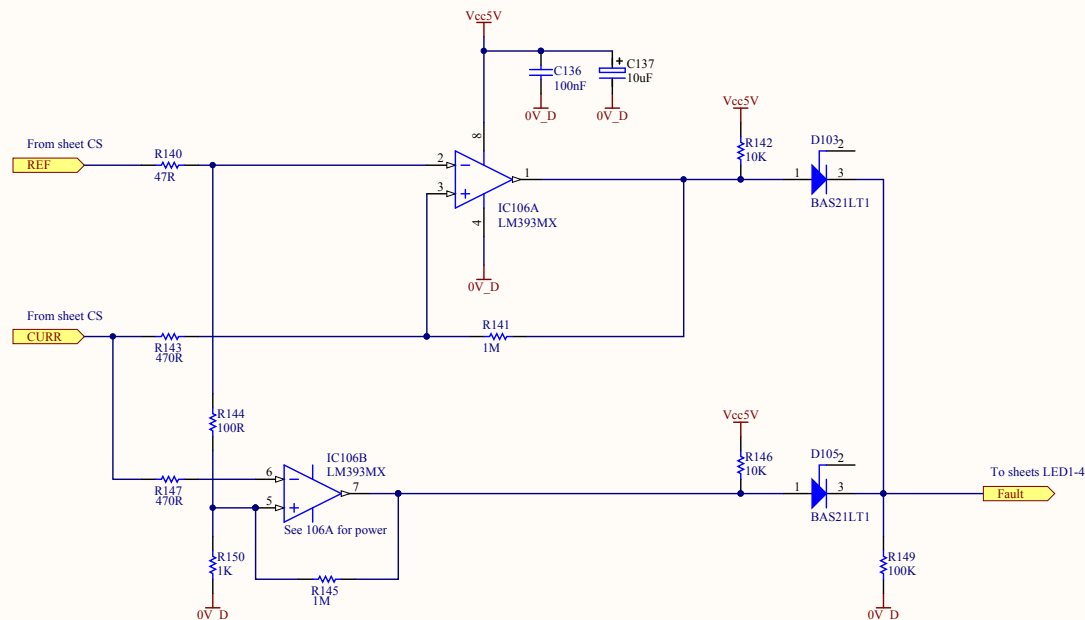 Vcc5V
C136
100nF
+
C137
10uF
0V_D
0V_D
From sheet CS
REF
R140
47R
8
2
3
−
+
1
4
IC106A
LM393MX
0V_D
Vcc5V
R142
10K
D103
2
1
3
BAS21LT1
From sheet CS
CURR
R143
470R
R141
1M
R144
100R
R147
470R
IC106B
LM393MX
6
5
−
+
7
See 106A for power
R150
1K
0V_D
R145
1M
Vcc5V
R146
10K
D105
2
1
3
BAS21LT1
To sheets LED1-4
Fault
R149
100K
0V_D